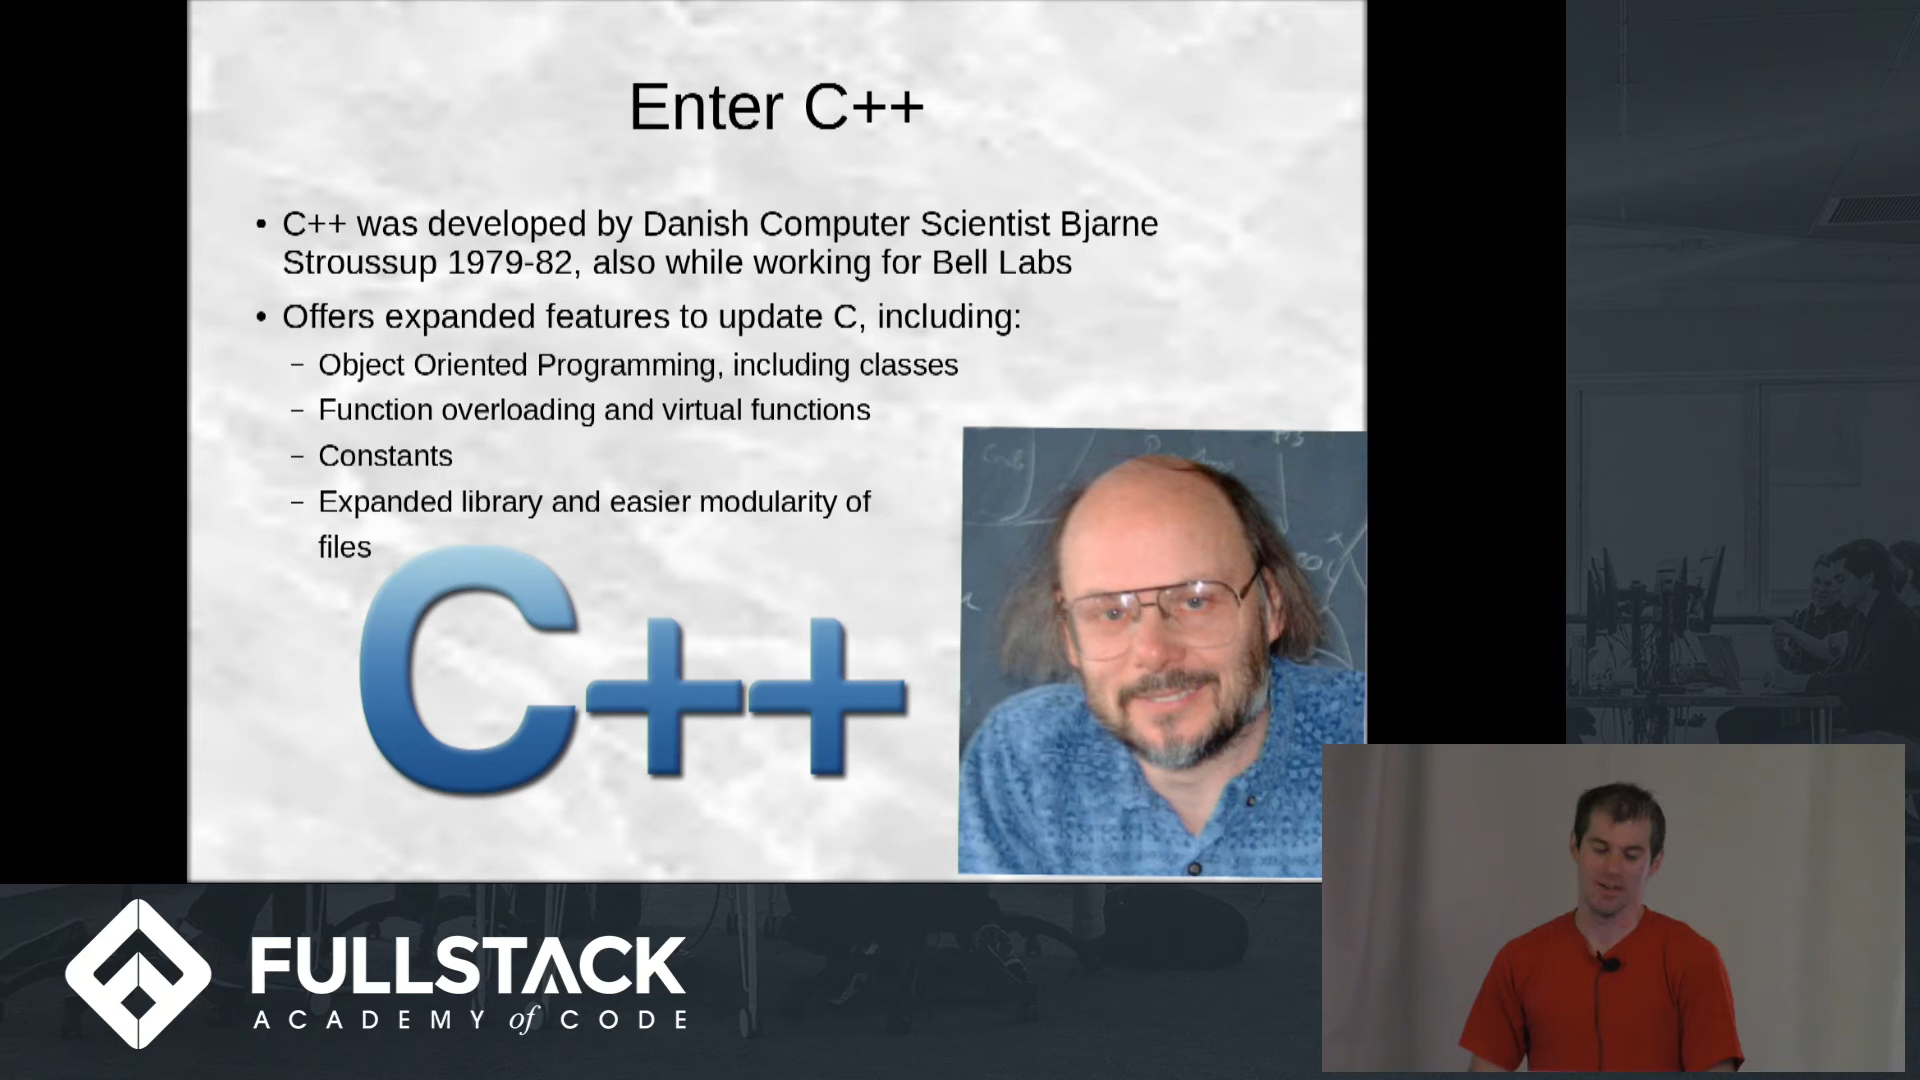 Enter C++
• C++ was developed by Danish Computer Scientist Bjarne
Stroussup 1979-82, also while working for Bell Labs
• Offers expanded features to update C, including:
– Object Oriented Programming, including classes
– Function overloading and virtual functions
– Constants
– Expanded library and easier modularity of
files
C++
FULLSTACK
ACADEMY of CODE